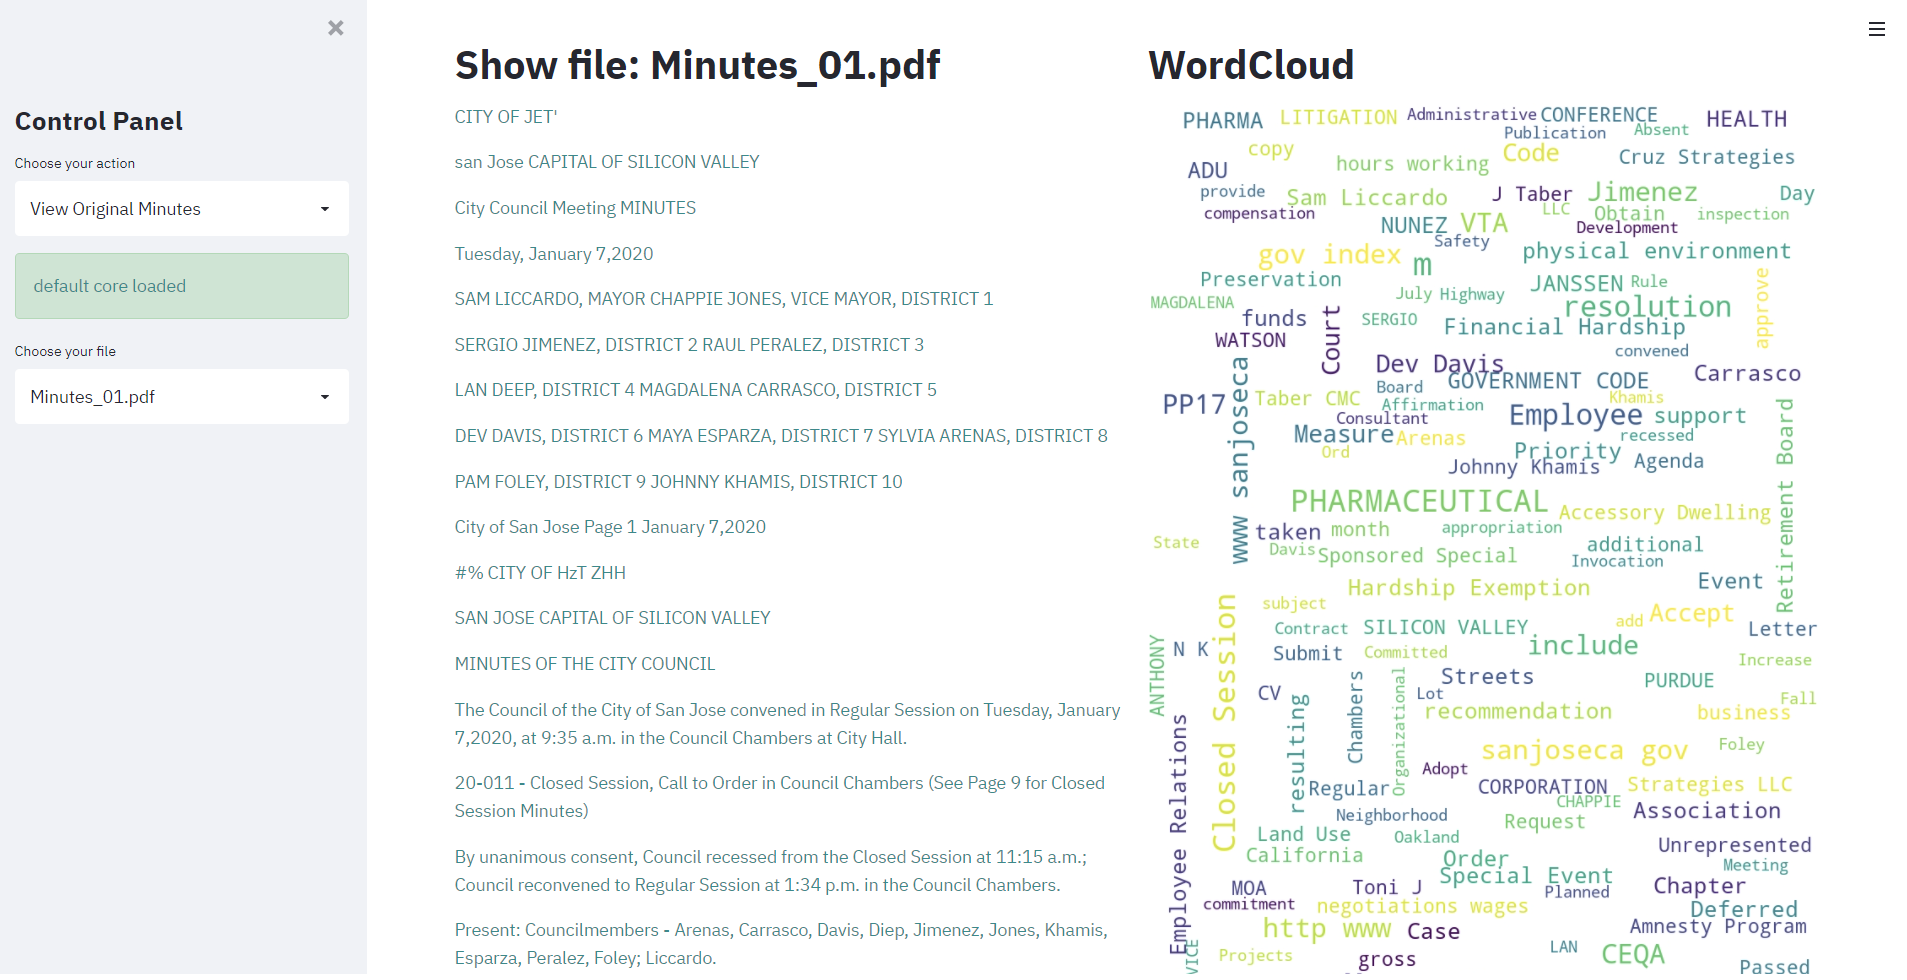 ×
Control Panel
Choose your action
View Original Minutes
default core loaded
Choose your file
Minutes_01.pdf
Show file: Minutes_01.pdf
CITY OF JET'
san Jose CAPITAL OF SILICON VALLEY
City Council Meeting MINUTES
Tuesday, January 7,2020
SAM LICCARDO, MAYOR CHAPPIE JONES, VICE MAYOR, DISTRICT 1
SERGIO JIMENEZ, DISTRICT 2 RAUL PERALEZ, DISTRICT 3
LAN DEEP, DISTRICT 4 MAGDALENA CARRASCO, DISTRICT 5
DEV DAVIS, DISTRICT 6 MAYA ESPARZA, DISTRICT 7 SYLVIA ARENAS, DISTRICT 8
PAM FOLEY, DISTRICT 9 JOHNNY KHAMIS, DISTRICT 10
City of San Jose Page 1 January 7,2020
#% CITY OF HzT ZHH
SAN JOSE CAPITAL OF SILICON VALLEY
MINUTES OF THE CITY COUNCIL
The Council of the City of San Jose convened in Regular Session on Tuesday, January
7,2020, at 9:35 a.m. in the Council Chambers at City Hall.
20-011 - Closed Session, Call to Order in Council Chambers (See Page 9 for Closed
Session Minutes)
By unanimous consent, Council recessed from the Closed Session at 11:15 a.m.;
Council reconvened to Regular Session at 1:34 p.m. in the Council Chambers.
Present: Councilmembers - Arenas, Carrasco, Davis, Diep, Jimenez, Jones, Khamis,
Esparza, Peralez, Foley; Liccardo.
WordCloud
PHARMA
LITIGATION
Administrative
CONFERENCE
HEALTH
Publication
Absent
copy
hours working
Code
Cruz Strategies
ADU
provide
Sam Liccardo
J Taber
Jimenez
Day
compensation
LLC
Obtain
inspection
NUNEZ
VTA
Development
Safety
gov index
m
physical environment
Preservation
JANSSEN
Rule
approve
MAGDALENA
July
Highway
resolution
funds
Court
SERGIO
Financial Hardship
WATSON
convened
www sanjoseca
Dev Davis
Carrasco
Board
GOVERNMENT CODE
PP17
Taber CMC
Affirmation
Khamis
Consultant
Employee
support
Retirement Board
Measure
Arenas
recessed
Ord
Priority
Johnny Khamis
Agenda
PHARMACEUTICAL
Accessory Dwelling
taken
month
appropriation
State
Davis
Sponsored Special
additional
Invocation
Hardship Exemption
Event
Closed Session
subject
add
Accept
Contract
SILICON VALLEY
Letter
ANTHONY
N K
Submit
Committed
include
Increase
CV
Chambers
Organizational
Streets
PURDUE
Lot
Fall
resulting
recommendation
business
Employee Relations
sanjoseca gov
Foley
Adopt
Regular
CORPORATION
Strategies LLC
CHAPPIE
Neighborhood
Request
Association
Land Use
Oakland
California
Order
Unrepresented
Meeting
Special Event
MOA
Toni J
Planned
Chapter
commitment
negotiations wages
Deferred
http www
Case
Amnesty Program
VICE
Projects
gross
LAN
CEQA
Passed